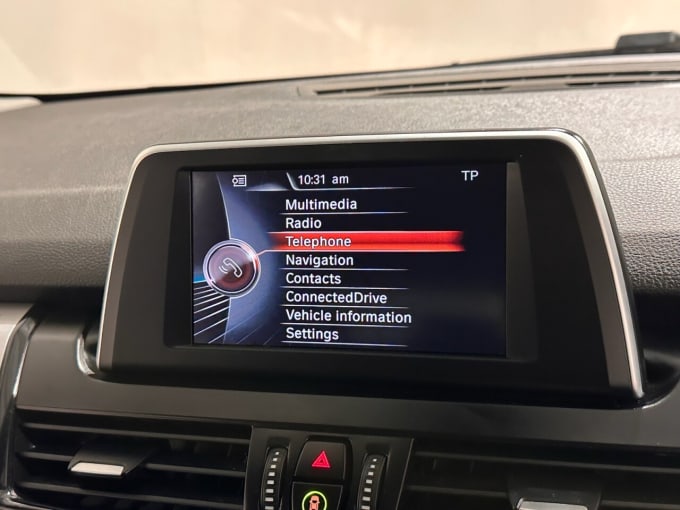 10:31 am
TP
Multimedia
Radio
Telephone
Navigation
Contacts
ConnectedDrive
Vehicle information
Settings